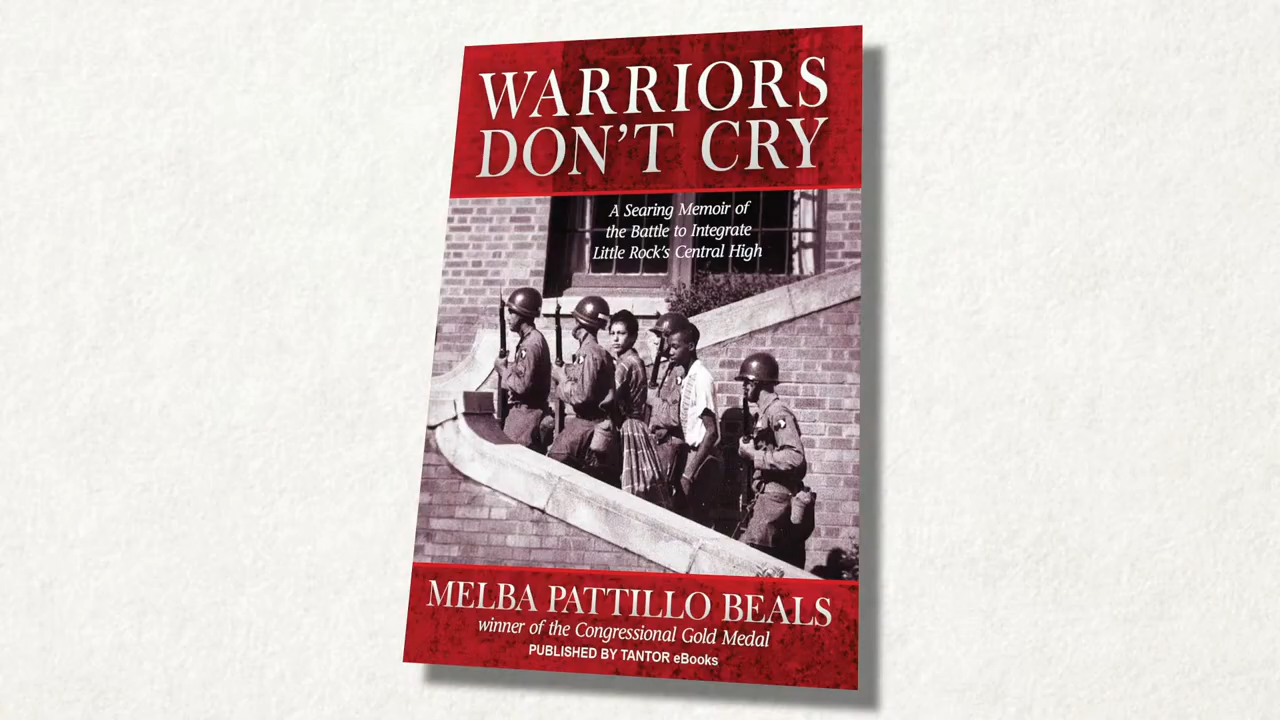 WARRIORS
DON'T CRY
A Searing Memoir of
the Battle to Integrate
Little Rock's Central High
MELBA PATTILLO BEALS
winner of the Congressional Gold Medal
PUBLISHED BY TANTOR eBooks